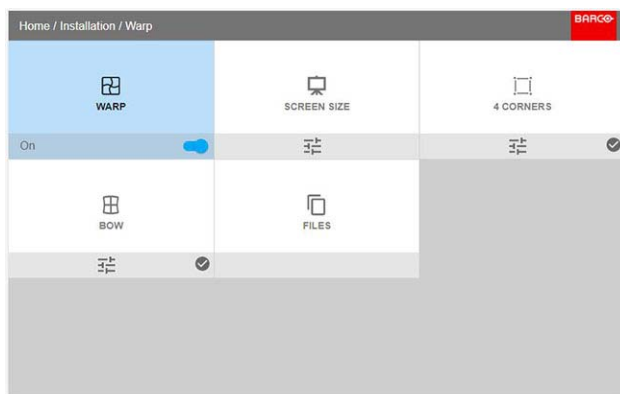 Home / Installation / Warp
BARCO
WARP
SCREEN SIZE
4 CORNERS
On
BOW
FILES